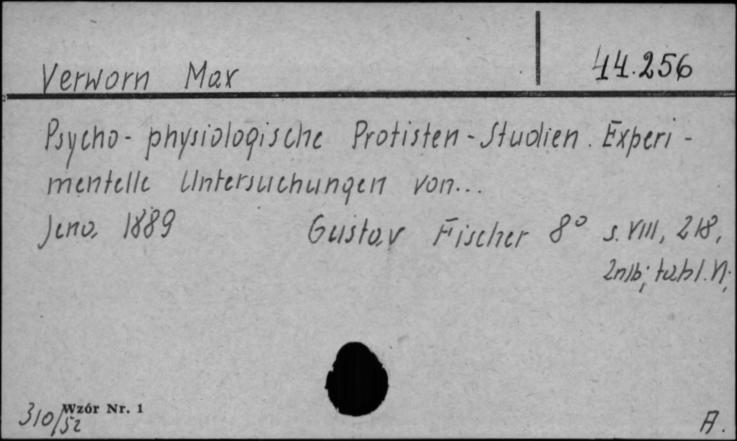 Verworn Max
44.256
Psycho-physiologische Protisten-Studien. Experi-
mentelle Untersuchungen von...
Jena 1889 Gustav Fischer 8° s. VIII, 218,
2nlb; tabl. VI;
310/52
Wzór Nr. 1
A.